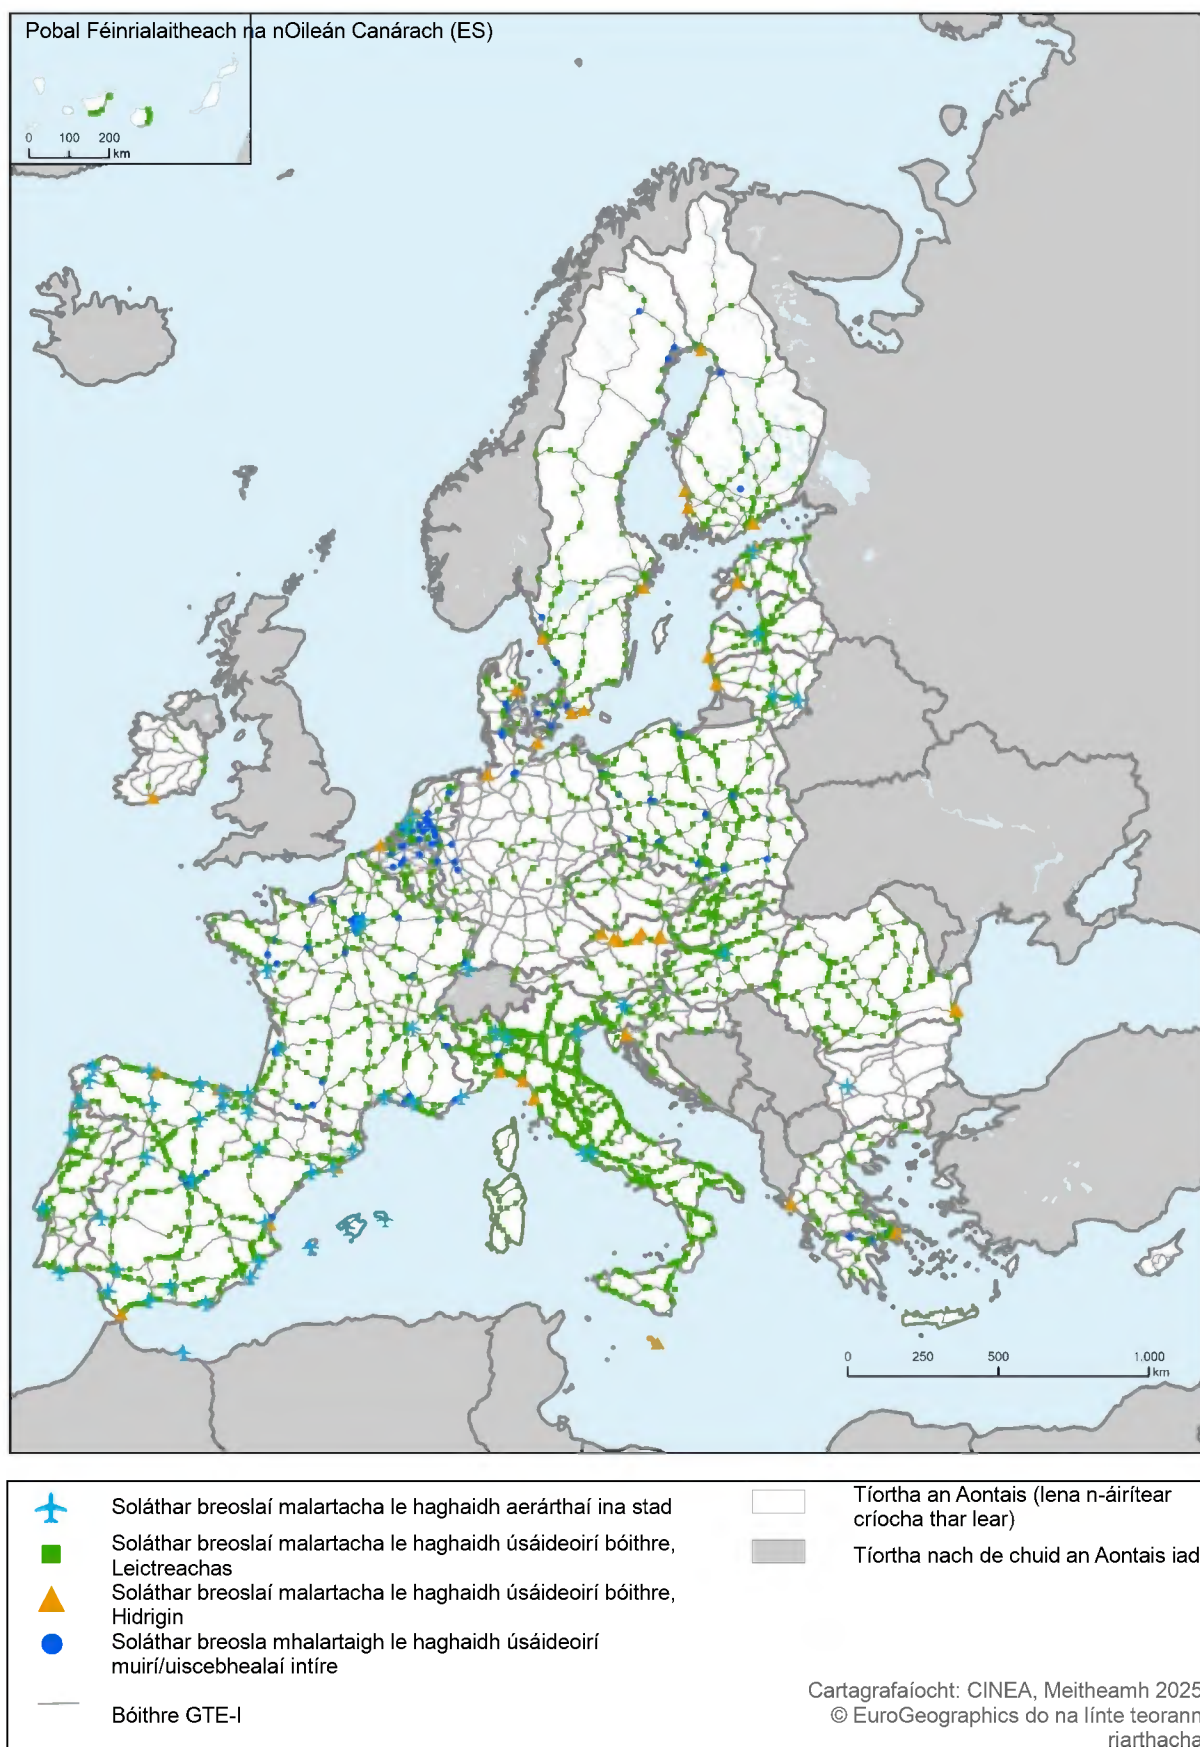 Pobal Féinrialaitheach na nOileán Canárach (ES)
0 100 200
km
0 250 500 1.000
km
Soláthar breoslaí malartacha le haghaidh aerárthaí ina stad
Soláthar breoslaí malartacha le haghaidh úsáideoirí bóithre,
Leictreachas
Soláthar breoslaí malartacha le haghaidh úsáideoirí bóithre,
Hidrigin
Soláthar breosla mhalartaigh le haghaidh úsáideoirí
muirí/uiscebhealaí intíre
Bóithre GTE-I
Tíortha an Aontais (lena n-áirítear
críocha thar lear)
Tíortha nach de chuid an Aontais iad
Cartagrafaíocht: CINEA, Meitheamh 2025
© EuroGeographics do na línte teorann
riarthacha